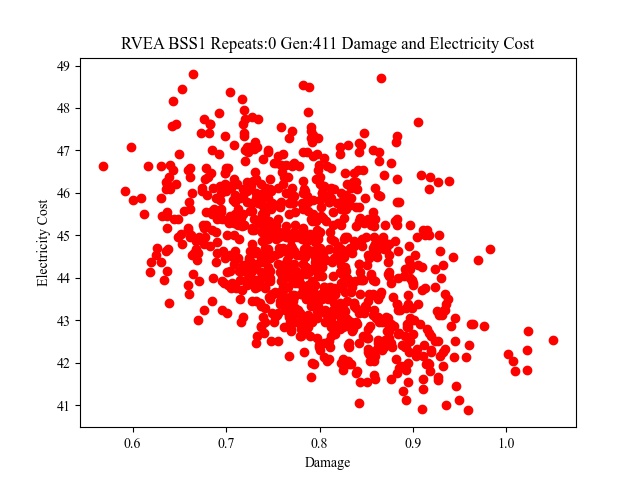 RVEA BSS1 Repeats:0 Gen:411 Damage and Electricity Cost
49
48
47
46
45
44
43
42
41
Electricity Cost
0.6 0.7 0.8 0.9 1.0
Damage